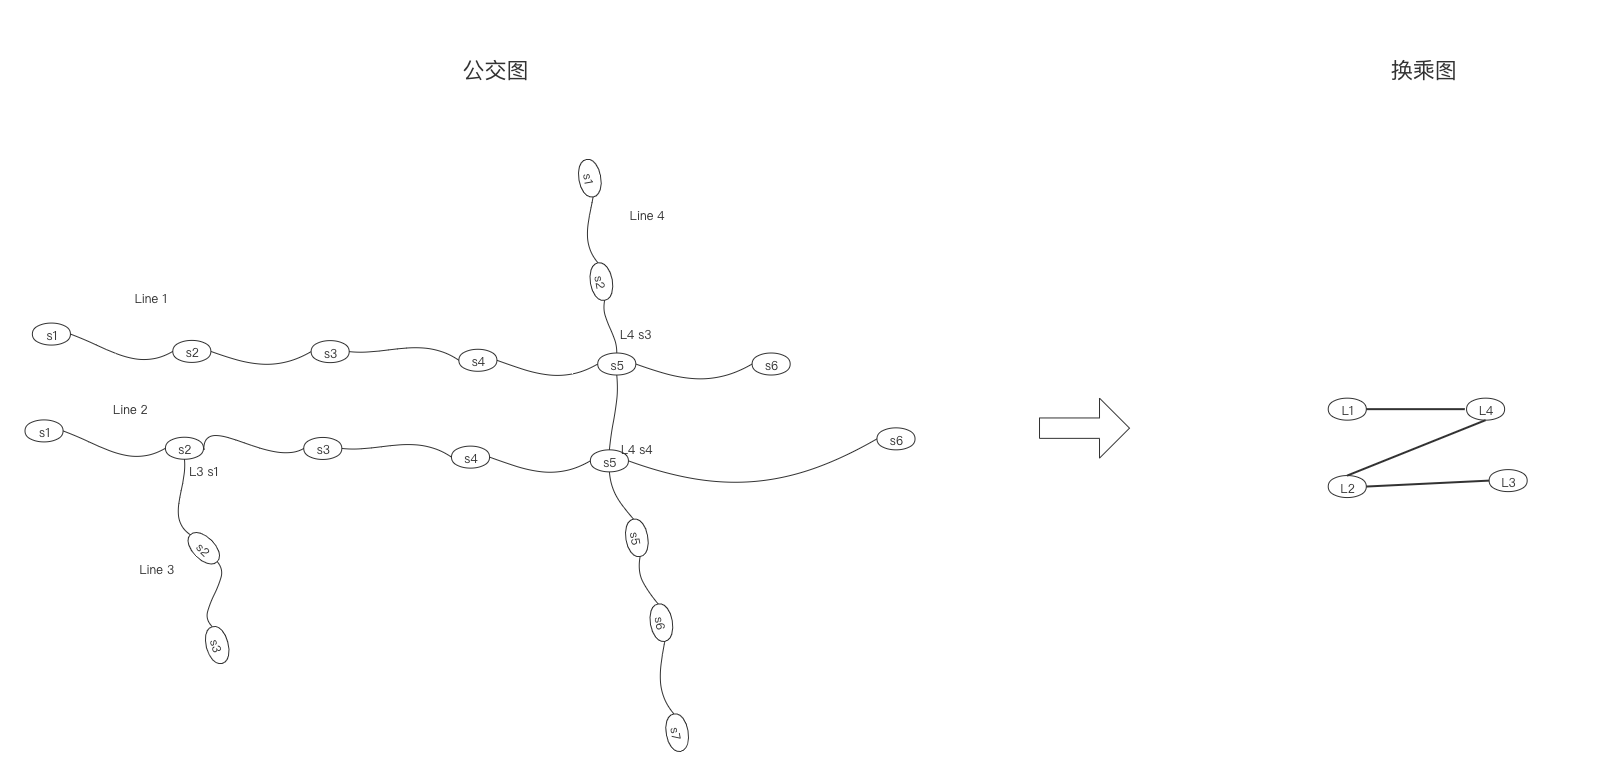 公交图
换乘图
s1
Line 4
s2
Line 1
L4 s3
s1
s2
s3
s4
s5
s6
Line 2
L1
L4
s1
s2
s3
s4
s5
L4 s4
s6
L3 s1
L2
L3
s2
s5
Line 3
s3
s6
s7